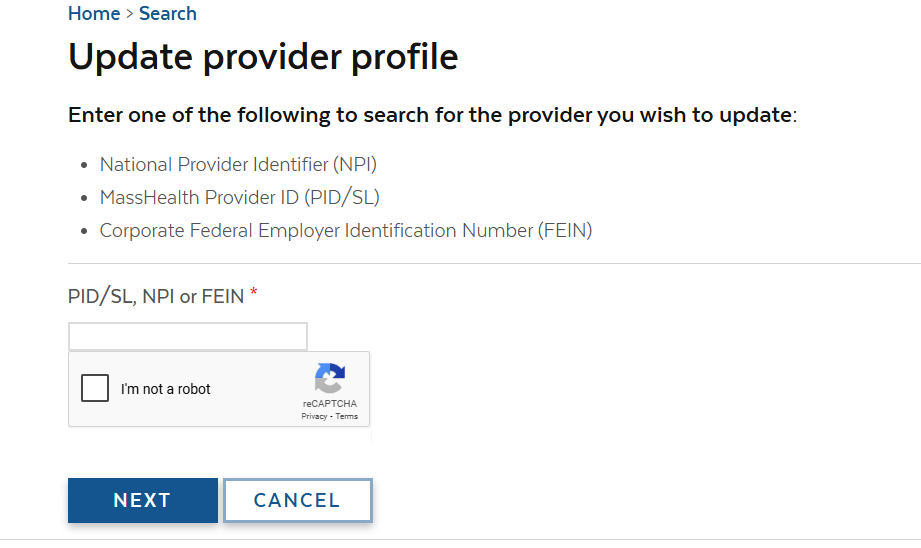 Home > Search
Update provider profile
Enter one of the following to search for the provider you wish to update:
• National Provider Identifier (NPI)
• MassHealth Provider ID (PID/SL)
• Corporate Federal Employer Identification Number (FEIN)
PID/SL, NPI or FEIN *
I'm not a robot
reCAPTCHA
Privacy - Terms
NEXT CANCEL